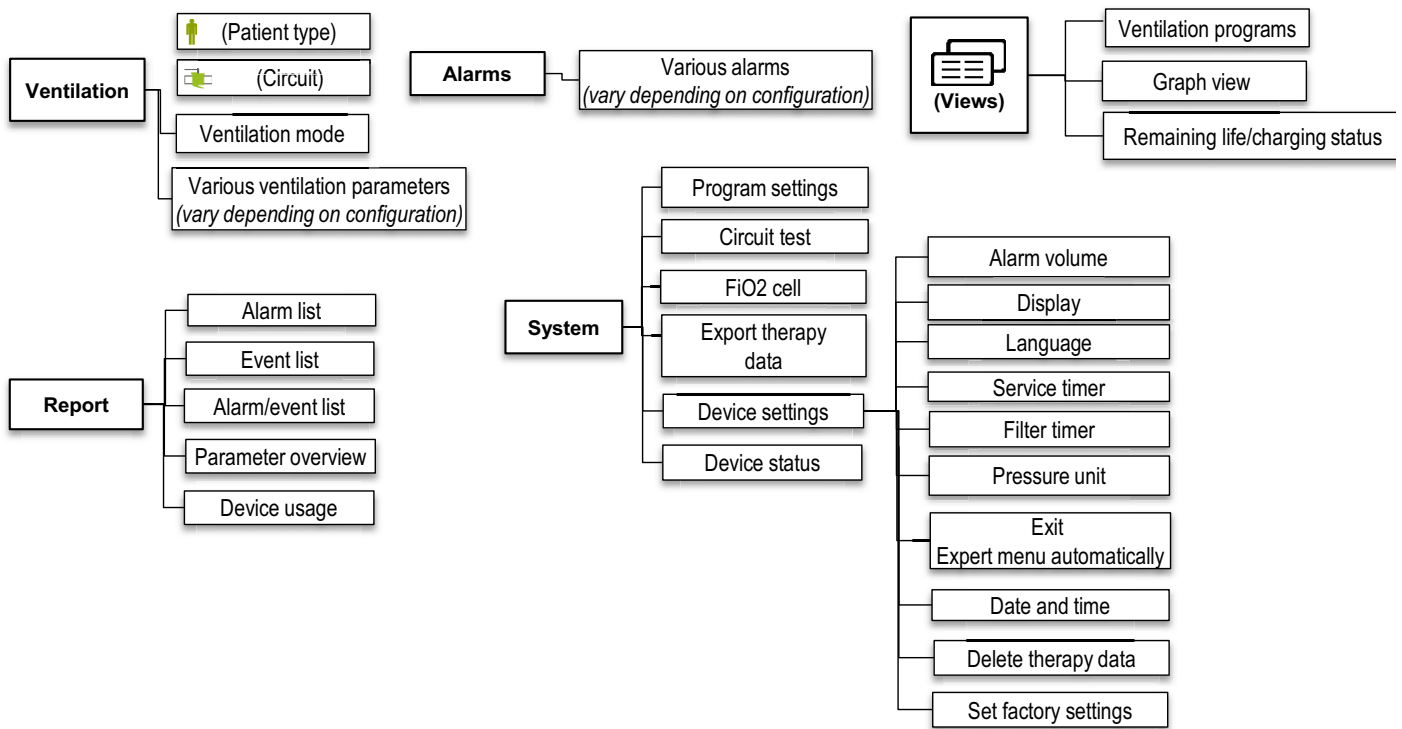 Ventilation
(Patient type)
(Circuit)
Ventilation mode
Various ventilation parameters
(vary depending on configuration)
Alarms
Various alarms
(vary depending on configuration)
(Views)
Ventilation programs
Graph view
Remaining life/charging status
Report
Alarm list
Event list
Alarm/event list
Parameter overview
Device usage
System
Program settings
Circuit test
FiO2 cell
Export therapy
data
Device settings
Device status
Alarm volume
Display
Language
Service timer
Filter timer
Pressure unit
Exit
Expert menu automatically
Date and time
Delete therapy data
Set factory settings